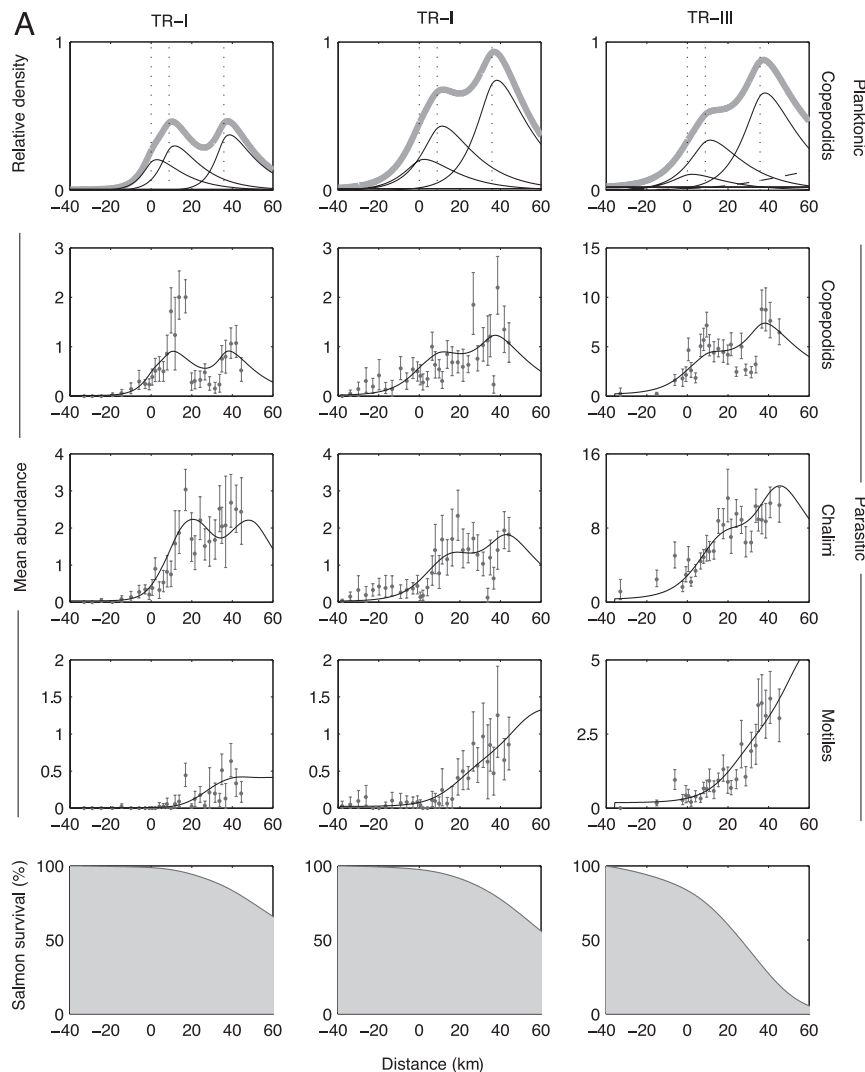 A
TR–I TR–I TR–III
Relative density
1
0
–40 –20 0 20 40 60
1
0
–40 –20 0 20 40 60
1
0
–40 –20 0 20 40 60
Copepodids
Planktonic
Mean abundance
3
2
1
0
–40 –20 0 20 40 60
3
2
1
0
–40 –20 0 20 40 60
15
10
5
0
–40 –20 0 20 40 60
Copepodids
4
3
2
1
0
–40 –20 0 20 40 60
4
3
2
1
0
–40 –20 0 20 40 60
16
8
0
–40 –20 0 20 40 60
Chalimi
Parasitic
2
1.5
1
0.5
0
–40 –20 0 20 40 60
2
1.5
1
0.5
0
–40 –20 0 20 40 60
5
2.5
0
–40 –20 0 20 40 60
Motiles
Salmon survival (%)
100
50
0
–40 –20 0 20 40 60
100
50
0
–40 –20 0 20 40 60
100
50
0
–40 –20 0 20 40 60
Distance (km)